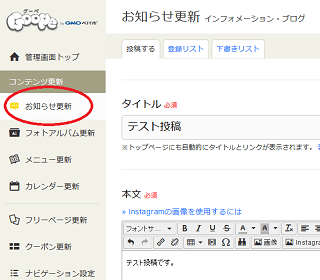 グーペ
Goope by GMOペパボ
管理画面トップ
コンテンツ更新
お知らせ更新
フォトアルバム更新
メニュー更新
カレンダー更新
フリーページ更新
クーポン更新
ナビゲーション設定
お知らせ更新 インフォメーション・ブログ
投稿する 登録リスト 下書きリスト
タイトル 必須
テスト投稿
※トップページにも自動的にタイトルとリンクが表示されます。
本文 必須
» Instagramの画像を使用するには
フォントサ... B I U S A A
画像 Instagram
テスト投稿です。